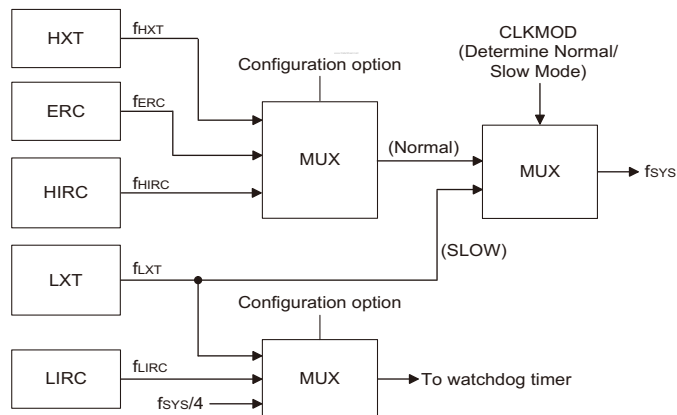 HXT
fHXT
ERC
fERC
HIRC
fHIRC
LXT
fLXT
LIRC
fLIRC
fSYS/4
Configuration option
MUX
(Normal)
(SLOW)
Configuration option
MUX
To watchdog timer
CLKMOD
(Determine Normal/
Slow Mode)
MUX
fSYS